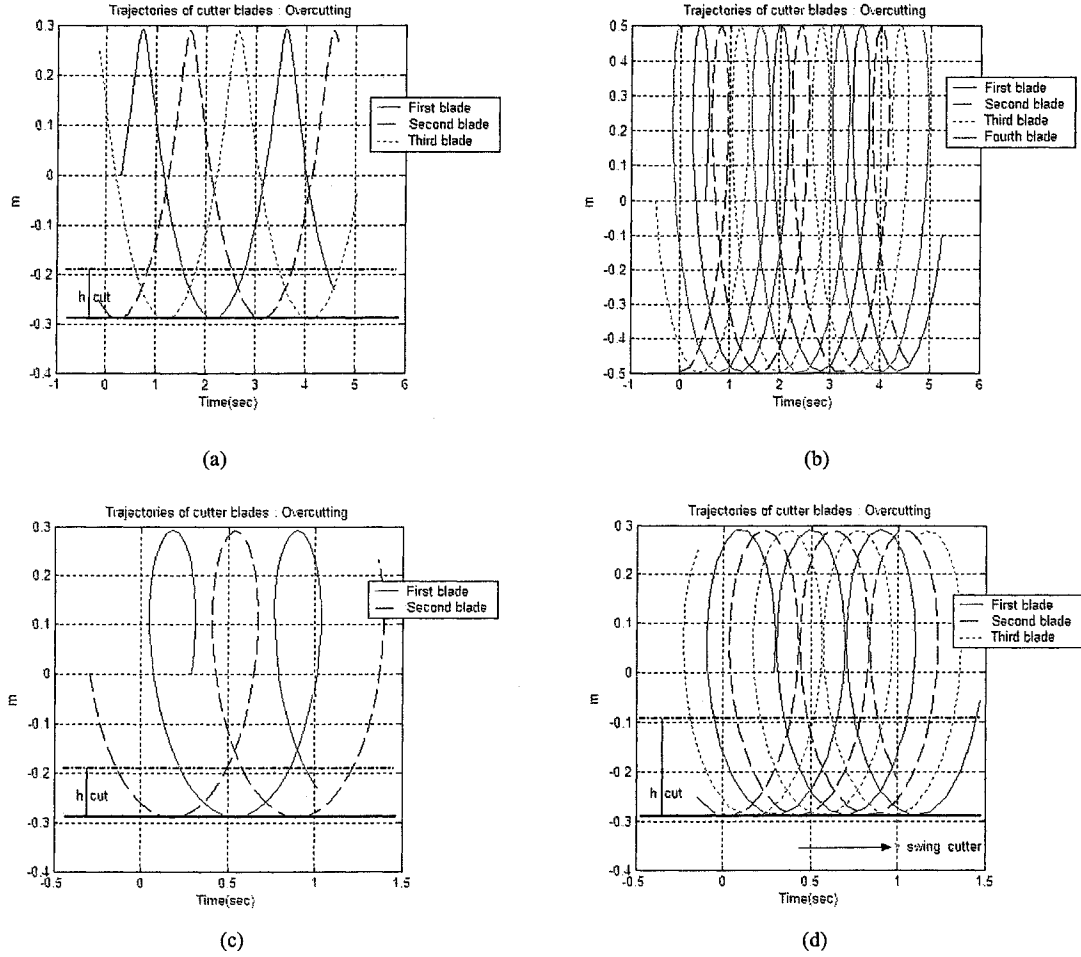 Trajectories of cutter blades : Overcutting
0.3
0.2
0.1
0
-0.1
-0.2
-0.3
-0.4
m
h cut
-1 0 1 2 3 4 5 6
Time(sec)
First blade
Second blade
Third blade
(a)
Trajectories of cutter blades : Overcutting
0.5
0.4
0.3
0.2
0.1
0
-0.1
-0.2
-0.3
-0.4
-0.5
m
-1 0 1 2 3 4 5 6
Time(sec)
First blade
Second blade
Third blade
Fourth blade
(b)
Trajectories of cutter blades : Overcutting
0.3
0.2
0.1
0
-0.1
-0.2
-0.3
-0.4
m
h cut
-0.5 0 0.5 1 1.5
Time(sec)
First blade
Second blade
(c)
Trajectories of cutter blades : Overcutting
0.3
0.2
0.1
0
-0.1
-0.2
-0.3
-0.4
m
h cut
swing cutter
-0.5 0 0.5 1 1.5
Time(sec)
First blade
Second blade
Third blade
(d)